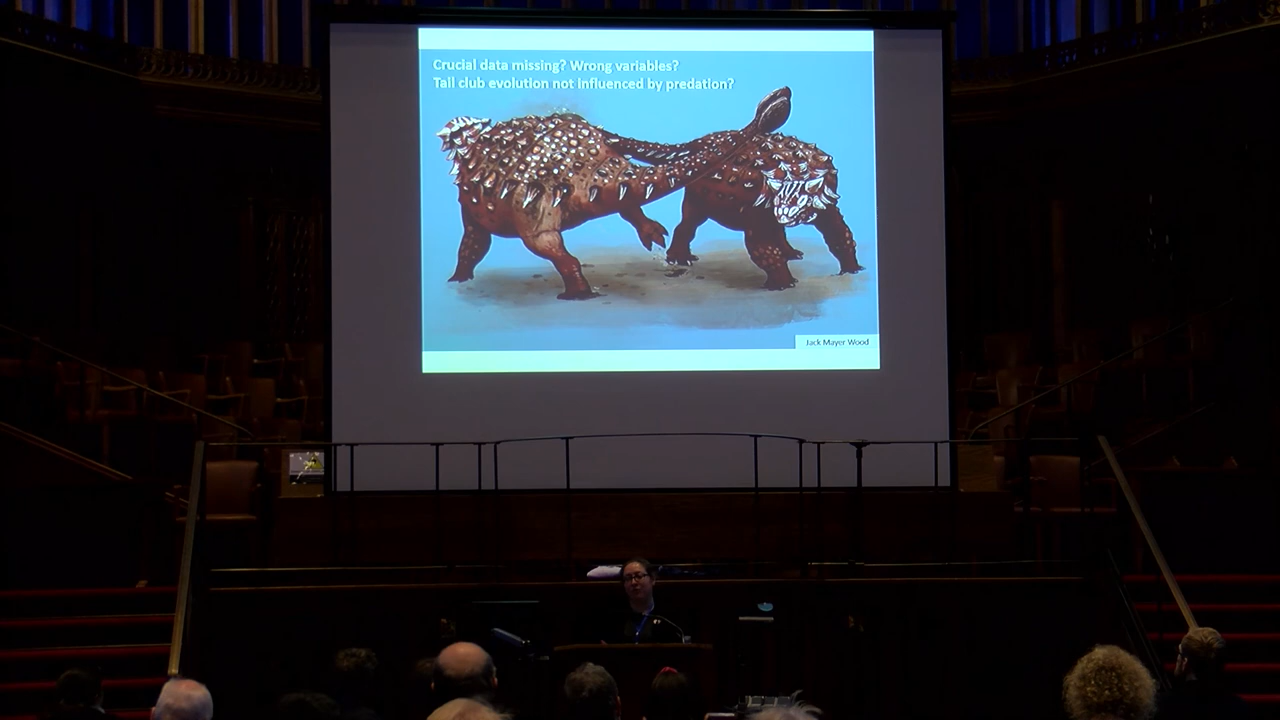 Crucial data missing? Wrong variables?
Tail club evolution not influenced by predation?
Jack Mayer Wood